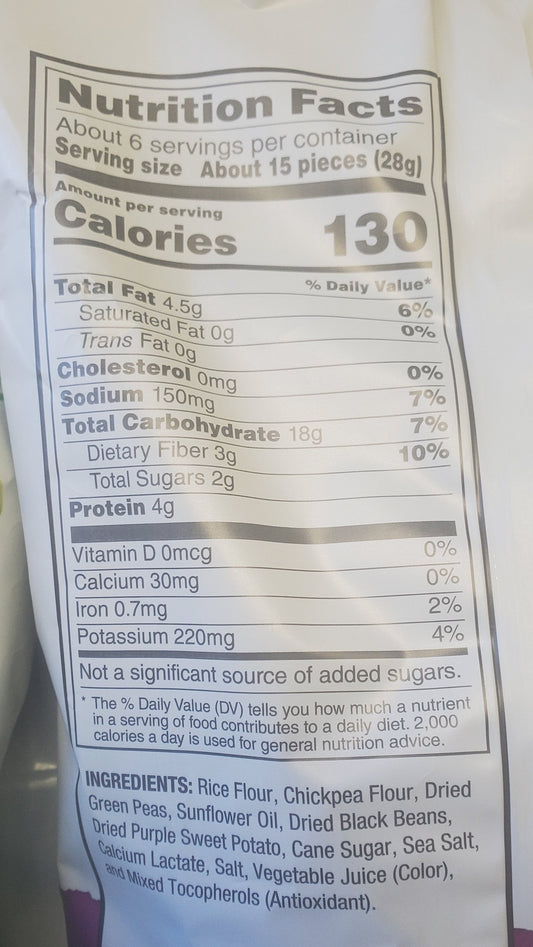 Nutrition Facts
About 6 servings per container
Serving size About 15 pieces (28g)
Amount per serving
Calories 130
% Daily Value*
Total Fat 4.5g 6%
Saturated Fat 0g 0%
Trans Fat 0g
Cholesterol 0mg 0%
Sodium 150mg 7%
Total Carbohydrate 18g 7%
Dietary Fiber 3g 10%
Total Sugars 2g
Protein 4g
Vitamin D 0mcg 0%
Calcium 30mg 0%
Iron 0.7mg 2%
Potassium 220mg 4%
Not a significant source of added sugars.
* The % Daily Value (DV) tells you how much a nutrient
in a serving of food contributes to a daily diet. 2,000
calories a day is used for general nutrition advice.
INGREDIENTS: Rice Flour, Chickpea Flour, Dried
Green Peas, Sunflower Oil, Dried Black Beans,
Dried Purple Sweet Potato, Cane Sugar, Sea Salt,
Calcium Lactate, Salt, Vegetable Juice (Color),
and Mixed Tocopherols (Antioxidant).